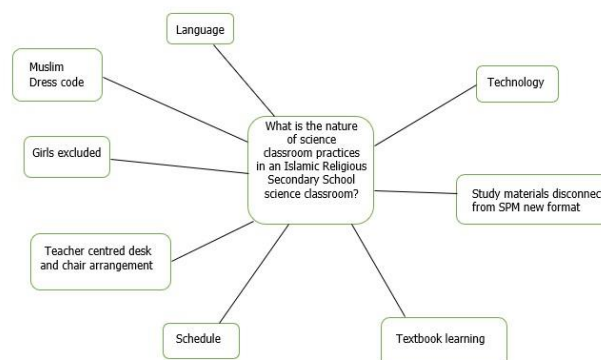 Language
Muslim
Dress code
Technology
What is the nature
of science
classroom practices
in an Islamic Religious
Secondary School
science classroom?
Girls excluded
Study materials disconnec
from SPM new format
Teacher centred desk
and chair arrangement
Schedule
Textbook learning